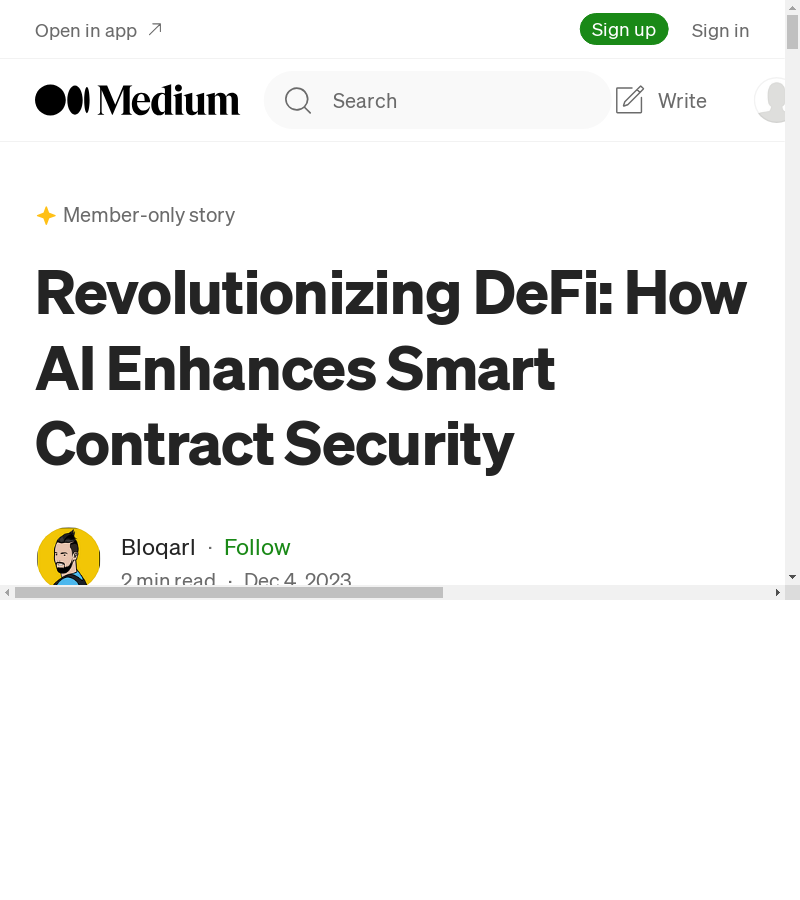 Open in app
Sign up
Sign in
Medium
Search
Write
Member-only story
Revolutionizing DeFi: How
AI Enhances Smart
Contract Security
Bloqarl · Follow
2 min read · Dec 4, 2023